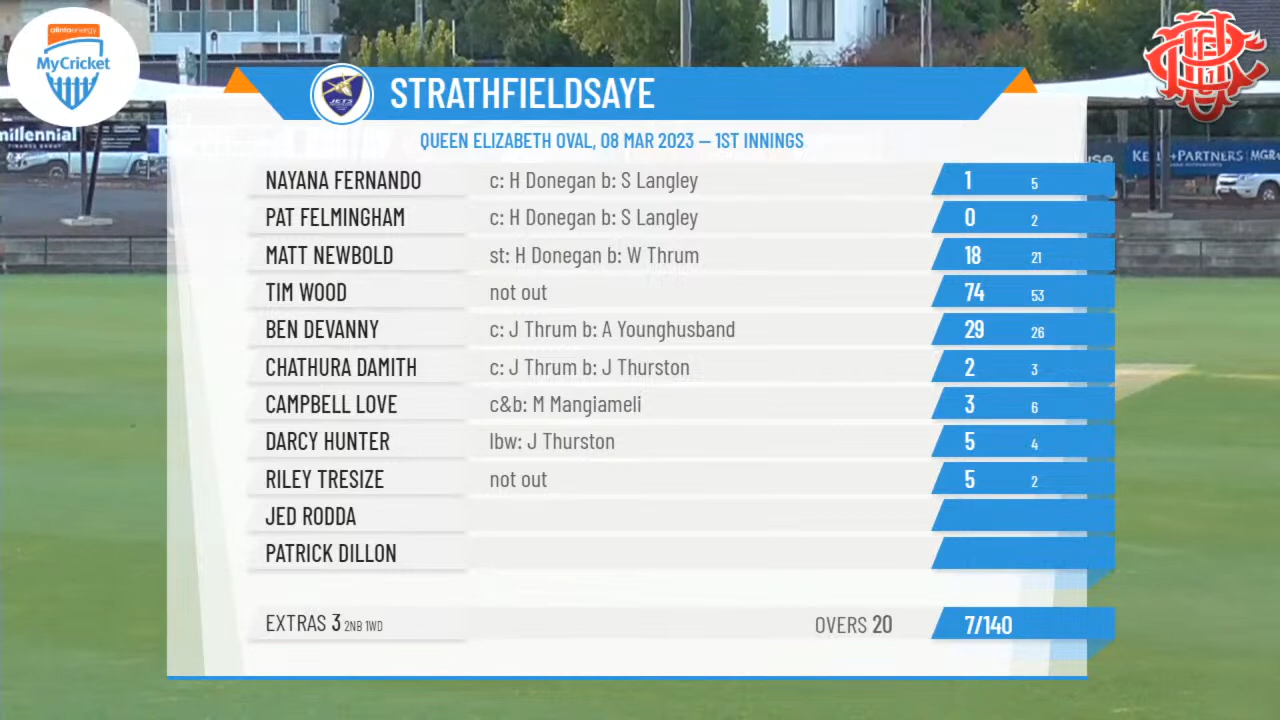 alintaenergy
MyCricket
JETS
STRATHFIELDSAYE
QUEEN ELIZABETH OVAL, 08 MAR 2023 – 1ST INNINGS
NAYANA FERNANDO c: H Donegan b: S Langley 1 5
PAT FELMINGHAM c: H Donegan b: S Langley 0 2
MATT NEWBOLD st: H Donegan b: W Thrum 18 21
TIM WOOD not out 74 53
BEN DEVANNY c: J Thrum b: A Younghusband 29 26
CHATHURA DAMITH c: J Thrum b: J Thurston 2 3
CAMPBELL LOVE c&b: M Mangiameli 3 6
DARCY HUNTER lbw: J Thurston 5 4
RILEY TRESIZE not out 5 2
JED RODDA
PATRICK DILLON
EXTRAS 3 2NB 1WD OVERS 20 7/140
millennial